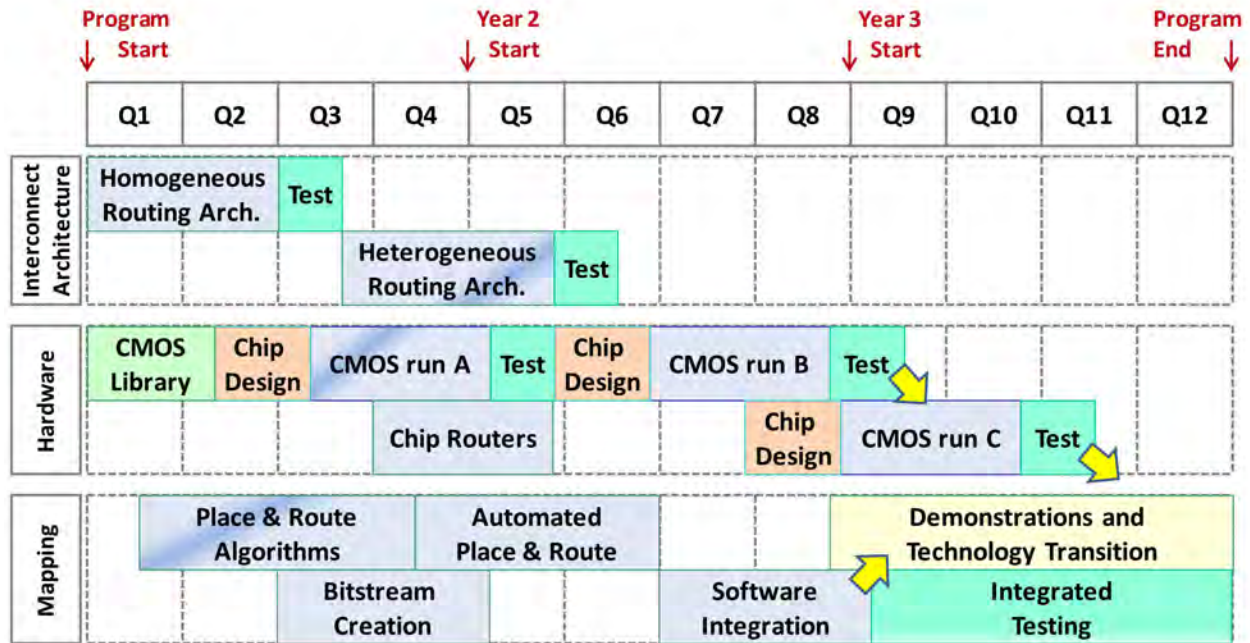 Program
Start
Year 2
Start
Year 3
Start
Program
End
Q1 Q2 Q3 Q4 Q5 Q6 Q7 Q8 Q9 Q10 Q11 Q12
Interconnect
Architecture
Homogeneous
Routing Arch.
Test
Heterogeneous
Routing Arch.
Test
Hardware
CMOS
Library
Chip
Design
CMOS run A
Test
Chip
Design
CMOS run B
Test
Chip Routers
Chip
Design
CMOS run C
Test
Mapping
Place & Route
Algorithms
Automated
Place & Route
Demonstrations and
Technology Transition
Bitstream
Creation
Software
Integration
Integrated
Testing